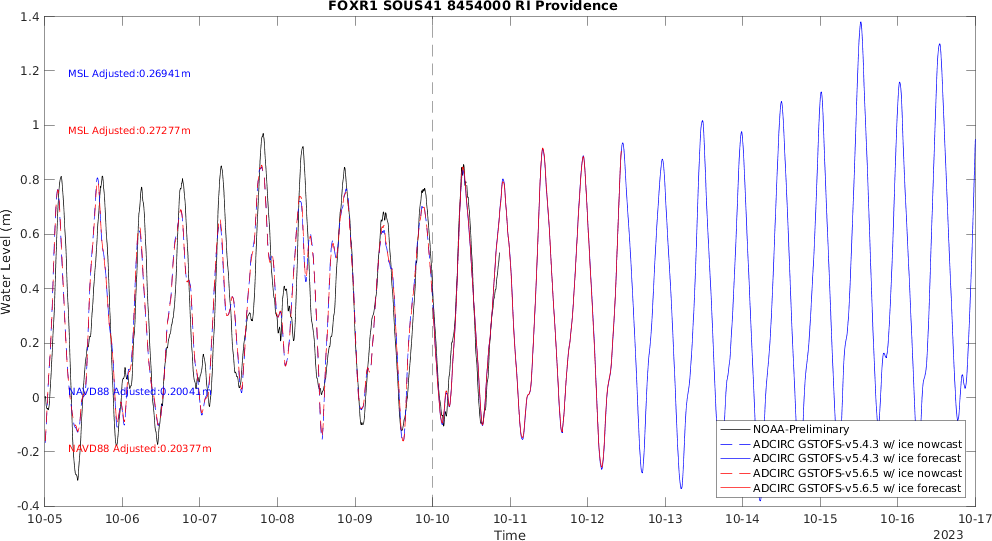 FOXR1 SOUS41 8454000 RI Providence
1.4
1.2
1
0.8
0.6
0.4
0.2
0
-0.2
-0.4
Water Level (m)
MSL Adjusted:0.26941m
MSL Adjusted:0.27277m
NAVD88 Adjusted:0.20041m
NAVD88 Adjusted:0.20377m
NOAA-Preliminary
ADCIRC GSTOFS-v5.4.3 w/ ice nowcast
ADCIRC GSTOFS-v5.4.3 w/ ice forecast
ADCIRC GSTOFS-v5.6.5 w/ ice nowcast
ADCIRC GSTOFS-v5.6.5 w/ ice forecast
10-05 10-06 10-07 10-08 10-09 10-10 10-11 10-12 10-13 10-14 10-15 10-16 10-17
Time
2023